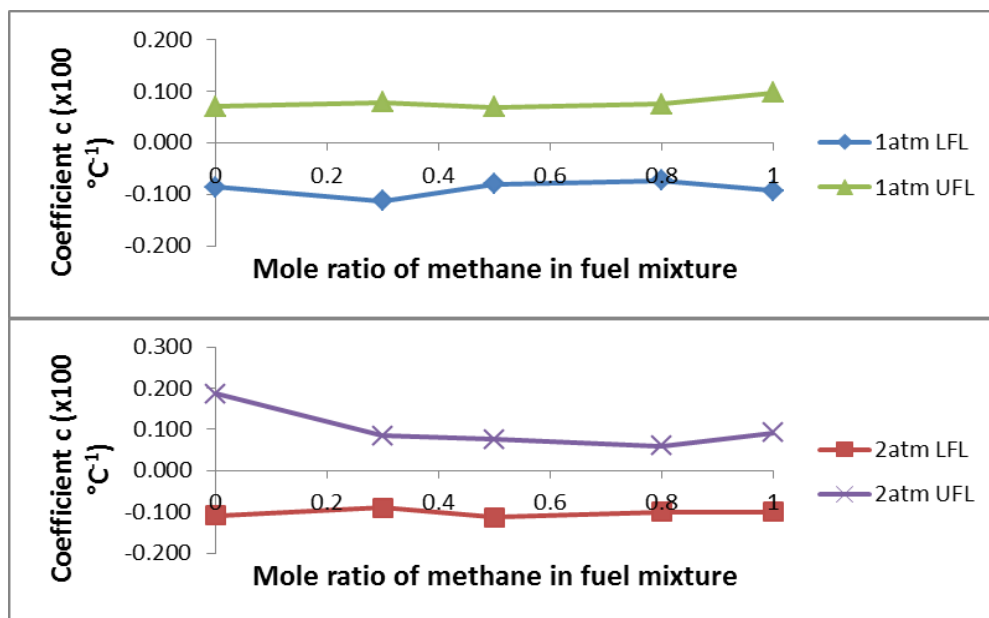 Coefficient c (x100
°C-1)
0.200
0.100
0.000
-0.100
-0.200
0
0.2
0.4
0.6
0.8
1
Mole ratio of methane in fuel mixture
1atm LFL
1atm UFL
Coefficient c (x100
°C-1)
0.300
0.200
0.100
0.000
-0.100
-0.200
0
0.2
0.4
0.6
0.8
1
Mole ratio of methane in fuel mixture
2atm LFL
2atm UFL